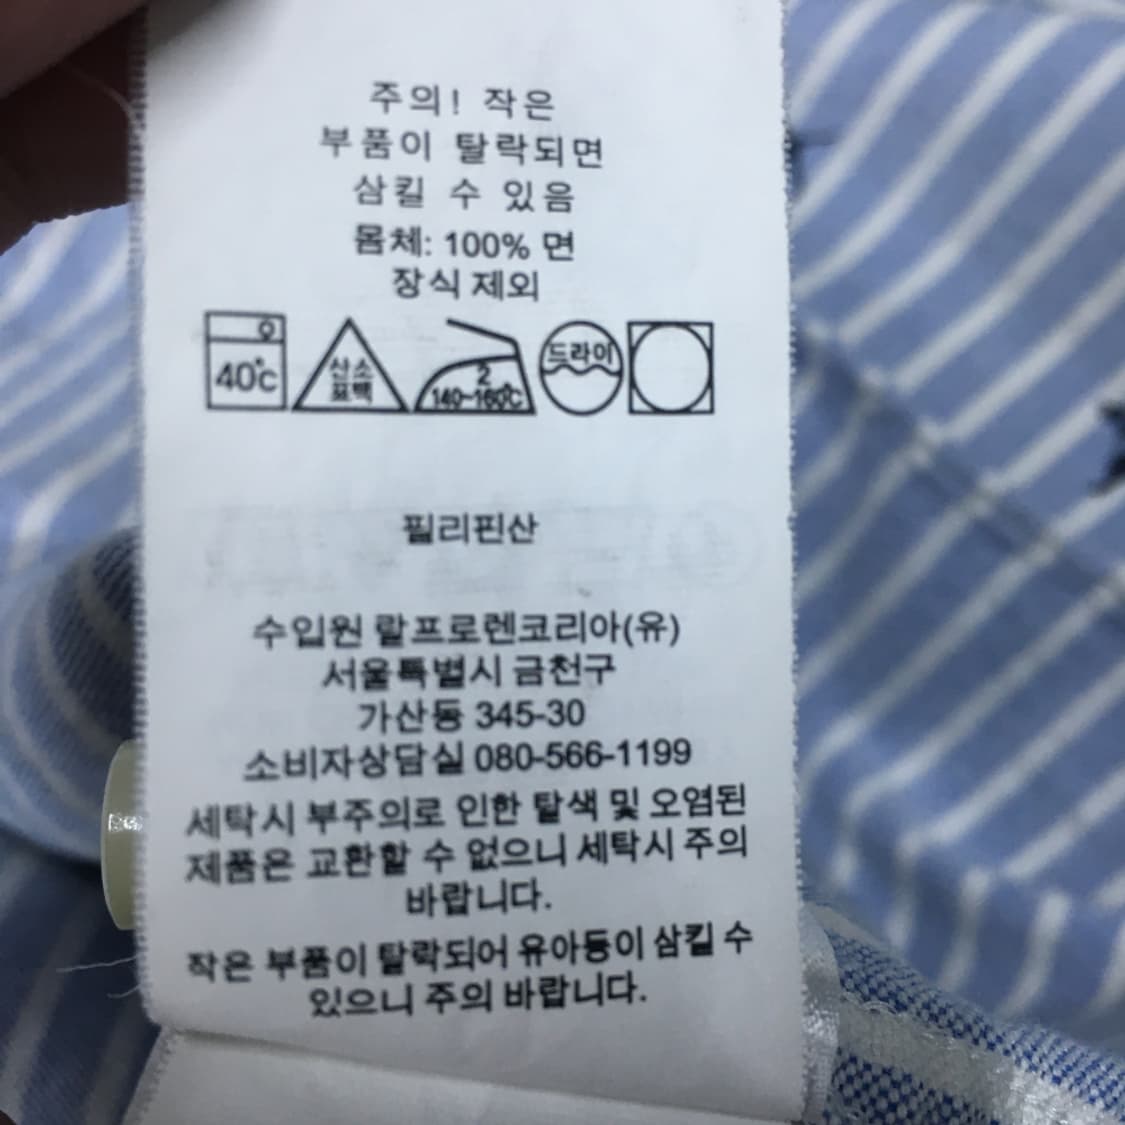 주의! 작은
부품이 탈락되면
삼킬 수 있음
몸체: 100% 면
장식 제외
40℃
산소
표백
2
140~160℃
드라이
필리핀산
수입원 랄프로렌코리아(유)
서울특별시 금천구
가산동 345-30
소비자상담실 080-566-1199
세탁시 부주의로 인한 탈색 및 오염된
제품은 교환할 수 없으니 세탁시 주의
바랍니다.
작은 부품이 탈락되어 유아등이 삼킬 수
있으니 주의 바랍니다.